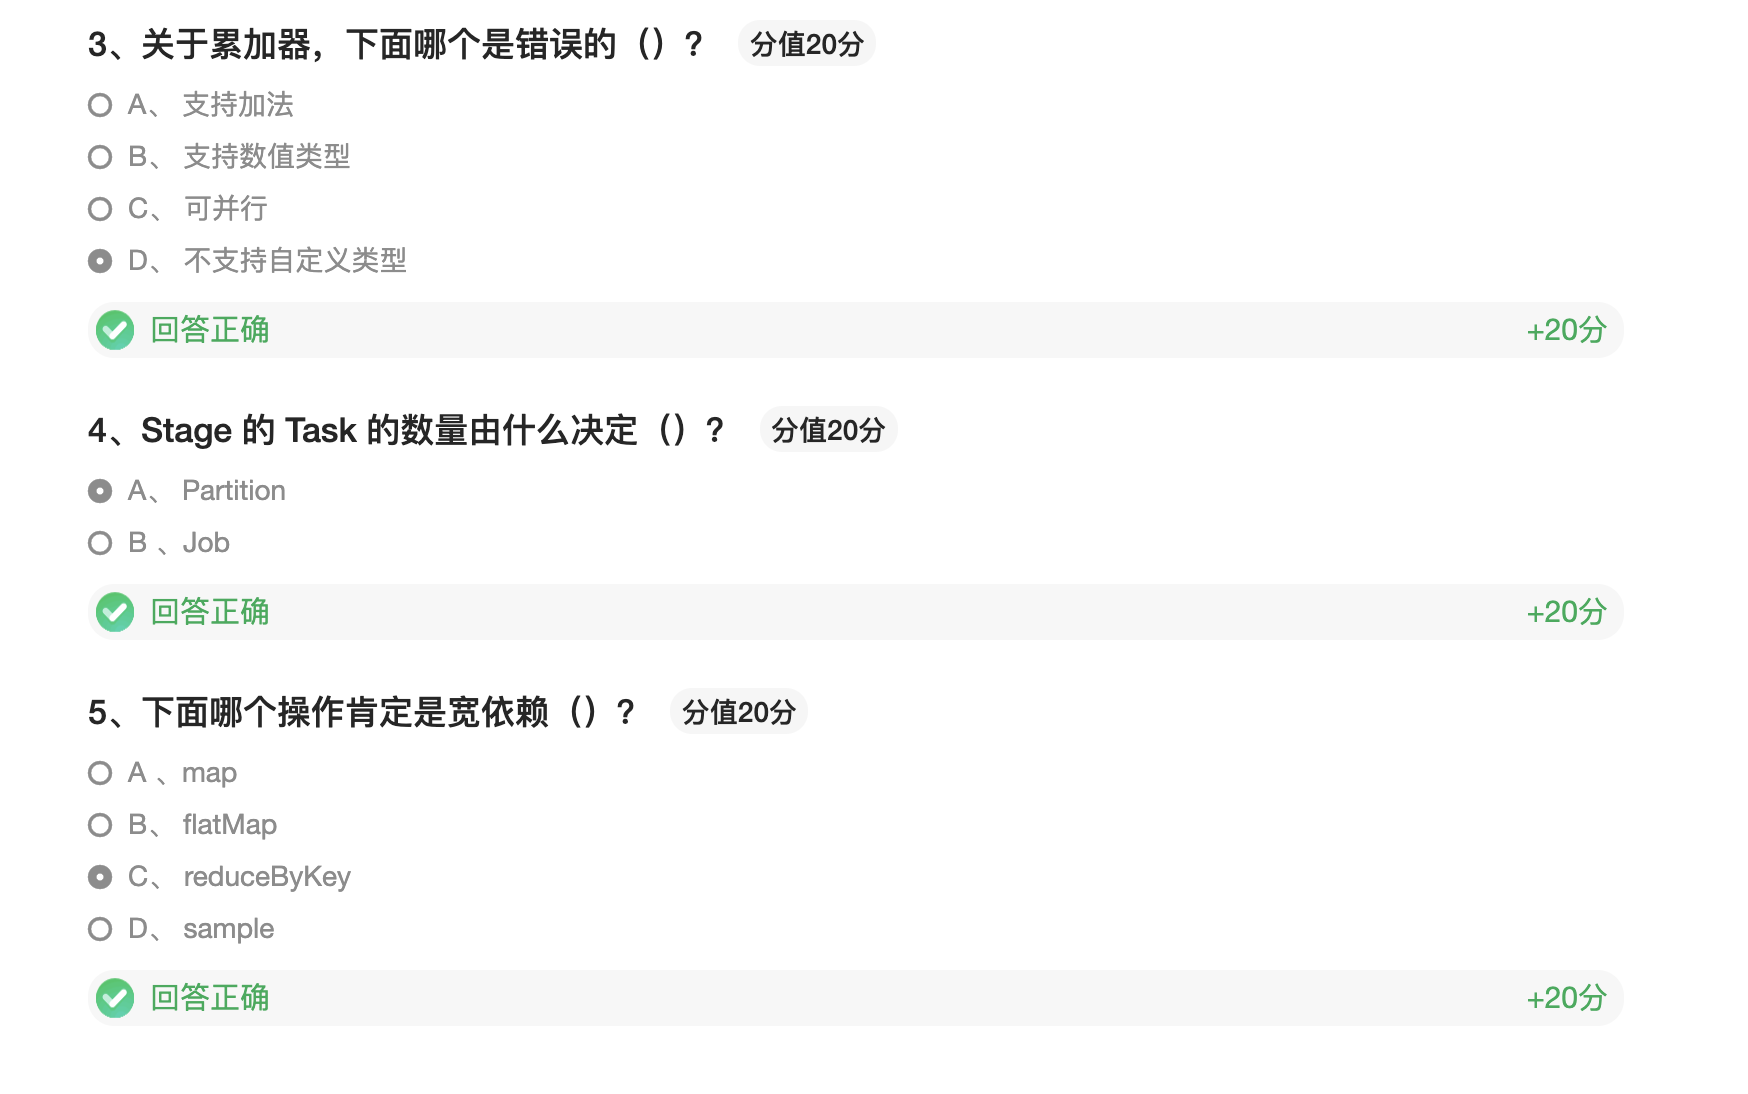 3、关于累加器，下面哪个是错误的（）？ 分值20分
A、 支持加法
B、 支持数值类型
C、 可并行
D、 不支持自定义类型
回答正确 +20分
4、Stage 的 Task 的数量由什么决定（）？ 分值20分
A、 Partition
B 、Job
回答正确 +20分
5、下面哪个操作肯定是宽依赖（）？ 分值20分
A 、map
B、 flatMap
C、 reduceByKey
D、 sample
回答正确 +20分